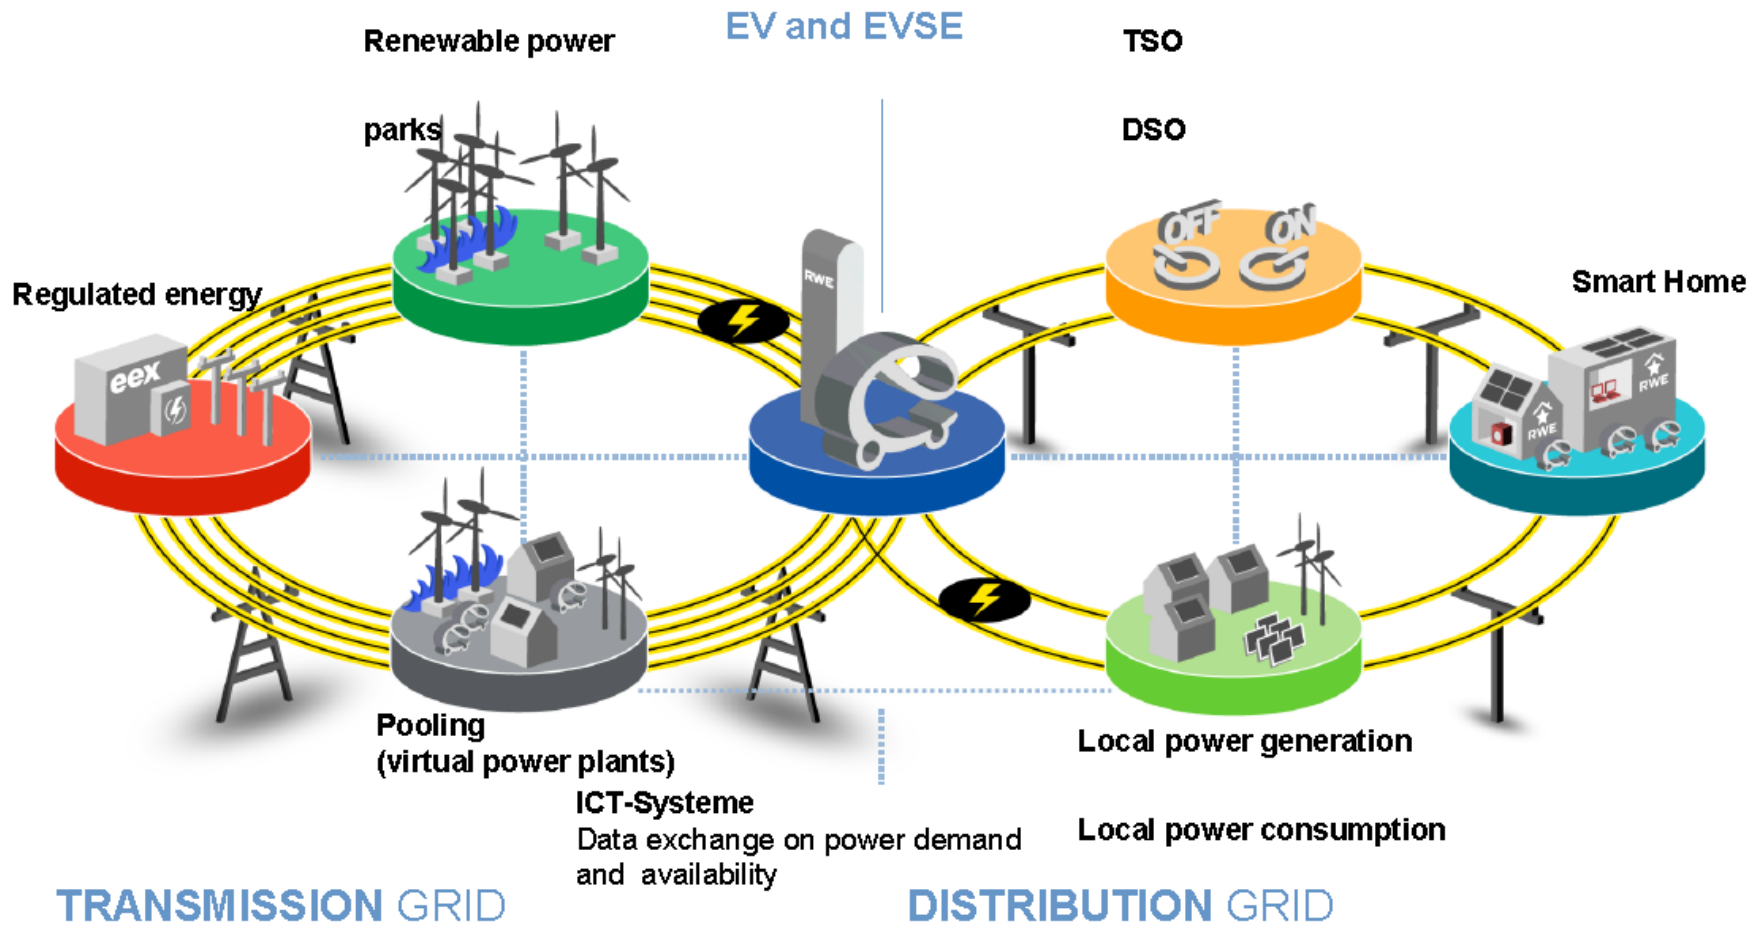 EV and EVSE
Renewable power
parks
TSO
DSO
OFF
ON
Regulated energy
Smart Home
RWE
eex
RWE
RWE
Pooling
(virtual power plants)
ICT-Systeme
Data exchange on power demand
and availability
Local power generation
Local power consumption
TRANSMISSION GRID
DISTRIBUTION GRID